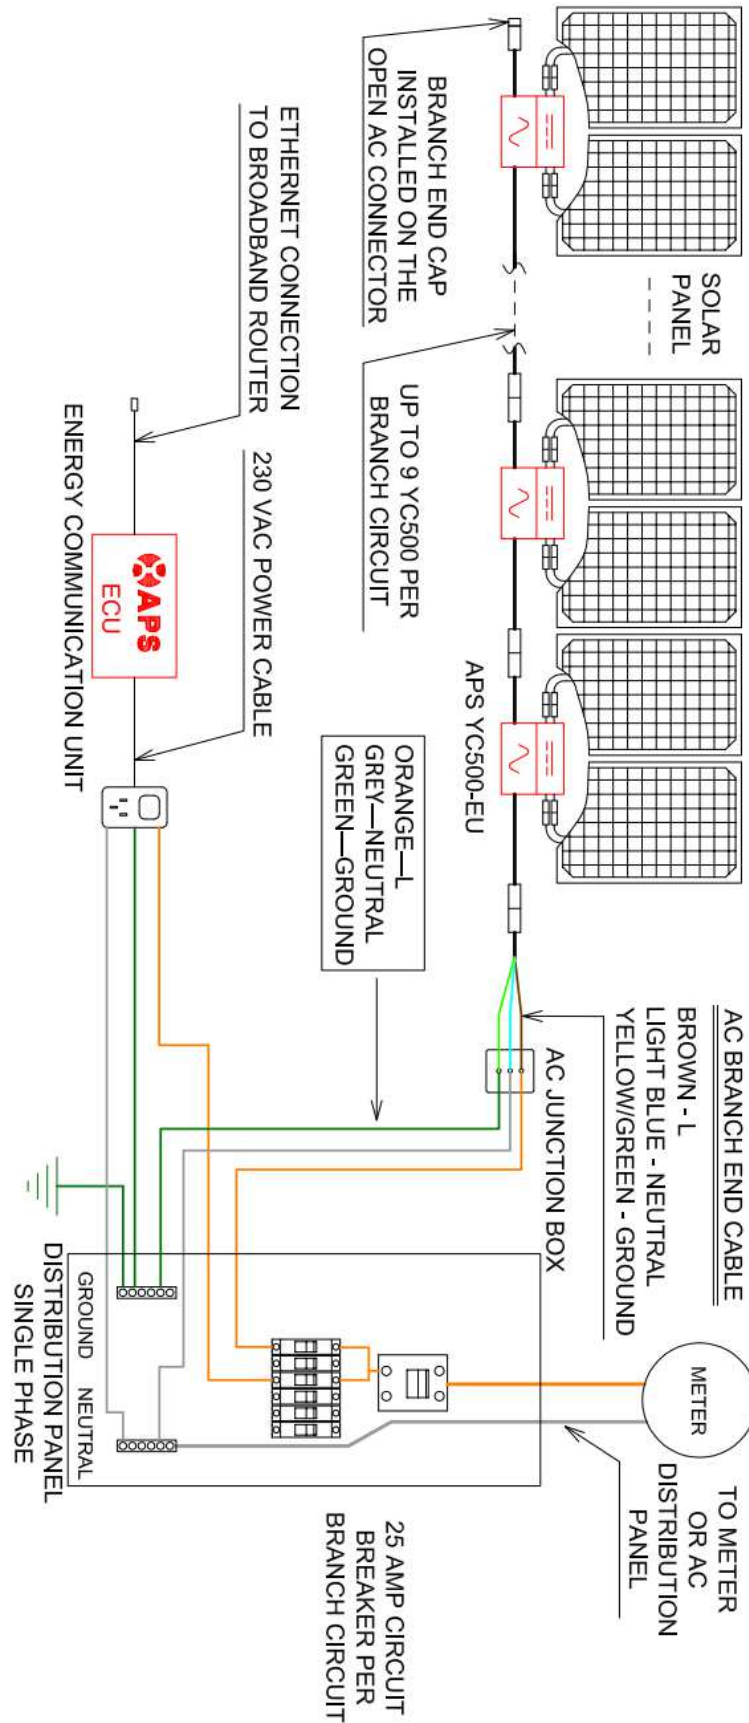 SOLAR
PANEL
AC BRANCH END CABLE
BROWN - L
LIGHT BLUE - NEUTRAL
YELLOW/GREEN - GROUND
METER
TO METER
OR AC
DISTRIBUTION
PANEL
BRANCH END CAP
INSTALLED ON THE
OPEN AC CONNECTOR
UP TO 9 YC500 PER
BRANCH CIRCUIT
APS YC500-EU
AC JUNCTION BOX
ORANGE—L
GREY—NEUTRAL
GREEN—GROUND
25 AMP CIRCUIT
BREAKER PER
BRANCH CIRCUIT
ETHERNET CONNECTION
TO BROADBAND ROUTER
230 VAC POWER CABLE
APS
ECU
ENERGY COMMUNICATION UNIT
GROUND
NEUTRAL
DISTRIBUTION PANEL
SINGLE PHASE